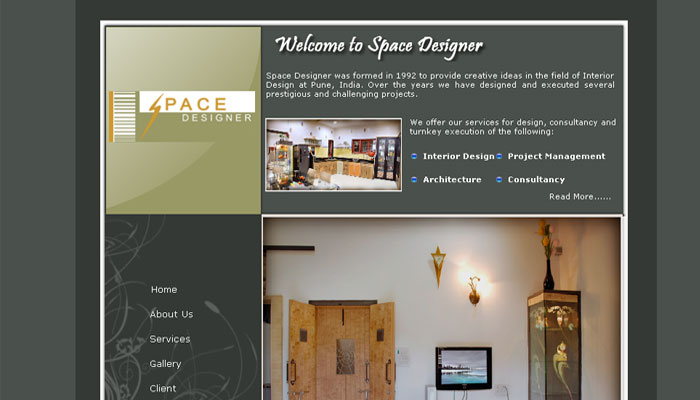 Welcome to Space Designer
Space Designer was formed in 1992 to provide creative ideas in the field of Interior
Design at Pune, India. Over the years we have designed and executed several
prestigious and challenging projects.
SPACE
DESIGNER
We offer our services for design, consultancy and
turnkey execution of the following:
Interior Design Project Management
Architecture Consultancy
Read More......
Home
About Us
Services
Gallery
Client